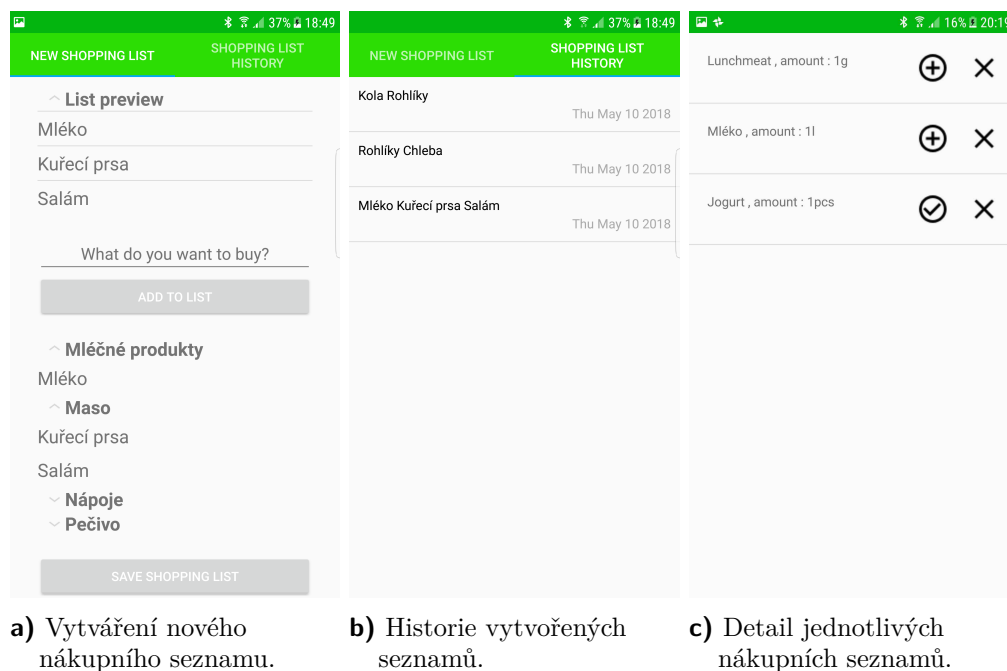 37% 18:49
NEW SHOPPING LIST
SHOPPING LIST
HISTORY
List preview
Mléko
Kuřecí prsa
Salám
What do you want to buy?
ADD TO LIST
Mléčné produkty
Mléko
Maso
Kuřecí prsa
Salám
Nápoje
Pečivo
SAVE SHOPPING LIST
a) Vytváření nového
nákupního seznamu.
37% 18:49
NEW SHOPPING LIST
SHOPPING LIST
HISTORY
Kola Rohlíky
Thu May 10 2018
Rohlíky Chleba
Thu May 10 2018
Mléko Kuřecí prsa Salám
Thu May 10 2018
b) Historie vytvořených
seznamů.
16% 20:19
Lunchmeat , amount : 1g
Mléko , amount : 1l
Jogurt , amount : 1pcs
c) Detail jednotlivých
nákupních seznamů.